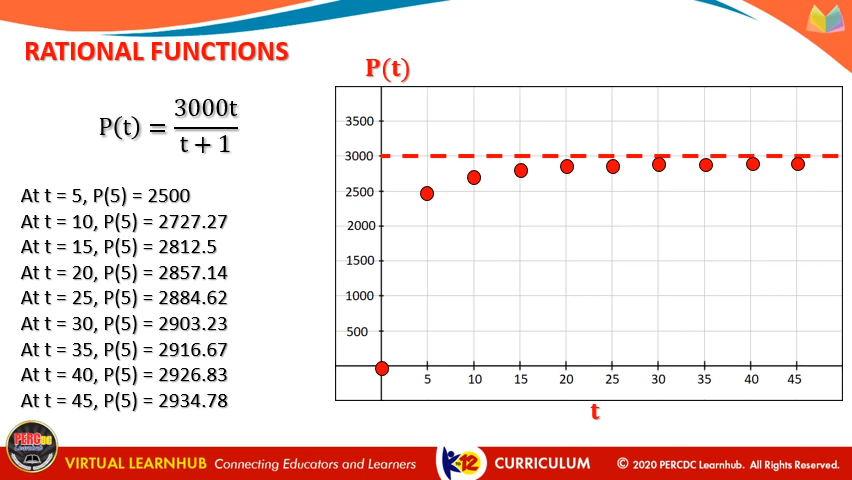 RATIONAL FUNCTIONS
P(t) = 3000t / t + 1
At t = 5, P(5) = 2500
At t = 10, P(5) = 2727.27
At t = 15, P(5) = 2812.5
At t = 20, P(5) = 2857.14
At t = 25, P(5) = 2884.62
At t = 30, P(5) = 2903.23
At t = 35, P(5) = 2916.67
At t = 40, P(5) = 2926.83
At t = 45, P(5) = 2934.78
P(t)
3500
3000
2500
2000
1500
1000
500
5 10 15 20 25 30 35 40 45
t
PERCDC
Learnhub
VIRTUAL LEARNHUB Connecting Educators and Learners
K to 12 CURRICULUM
© 2020 PERCDC Learnhub. All Rights Reserved.